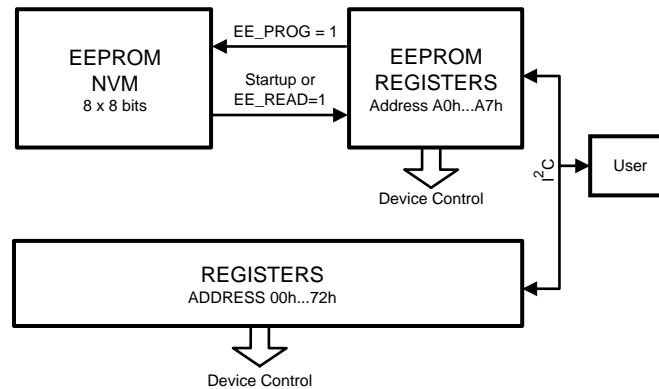 EEPROM
NVM
8 x 8 bits
EE_PROG = 1
Startup or
EE_READ=1
EEPROM
REGISTERS
Address A0h...A7h
Device Control
I²C
User
REGISTERS
ADDRESS 00h...72h
Device Control